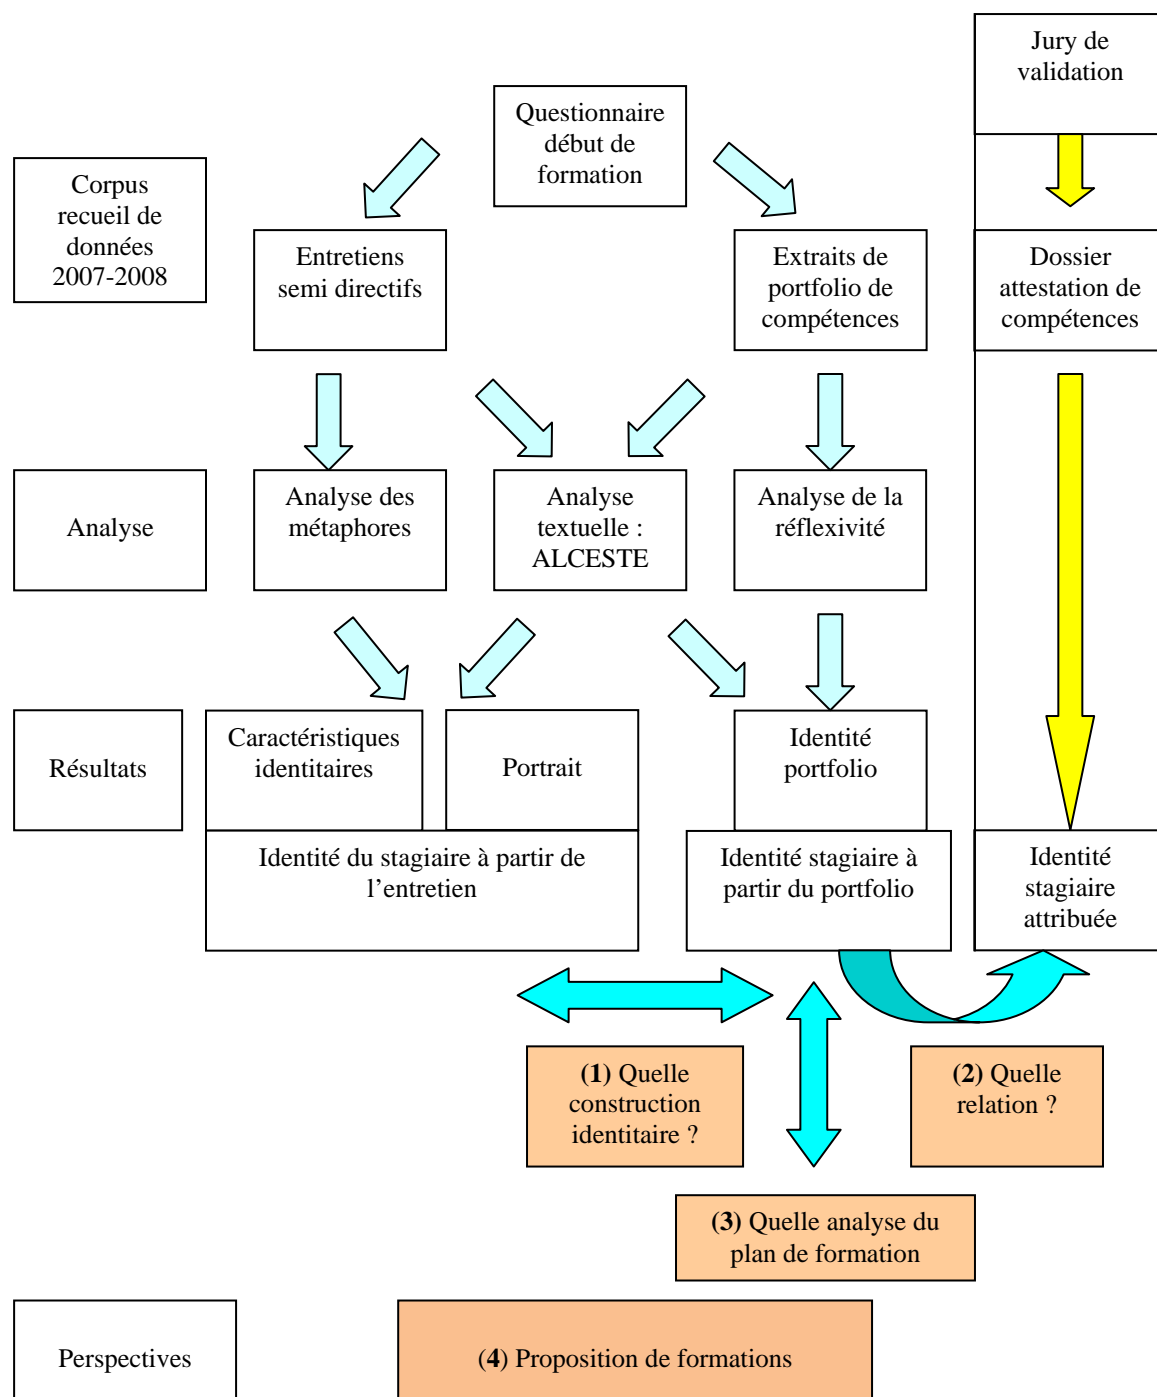 Jury de
validation
Questionnaire
début de
formation
Corpus
recueil de
données
2007-2008
Entretiens
semi directifs
Extraits de
portfolio de
compétences
Dossier
attestation de
compétences
Analyse
Analyse des
métaphores
Analyse
textuelle :
ALCESTE
Analyse de la
réflexivité
Résultats
Caractéristiques
identitaires
Portrait
Identité
portfolio
Identité du stagiaire à partir de
l’entretien
Identité stagiaire à
partir du portfolio
Identité
stagiaire
attribuée
(1) Quelle
construction
identitaire ?
(2) Quelle
relation ?
(3) Quelle analyse du
plan de formation
Perspectives
(4) Proposition de formations